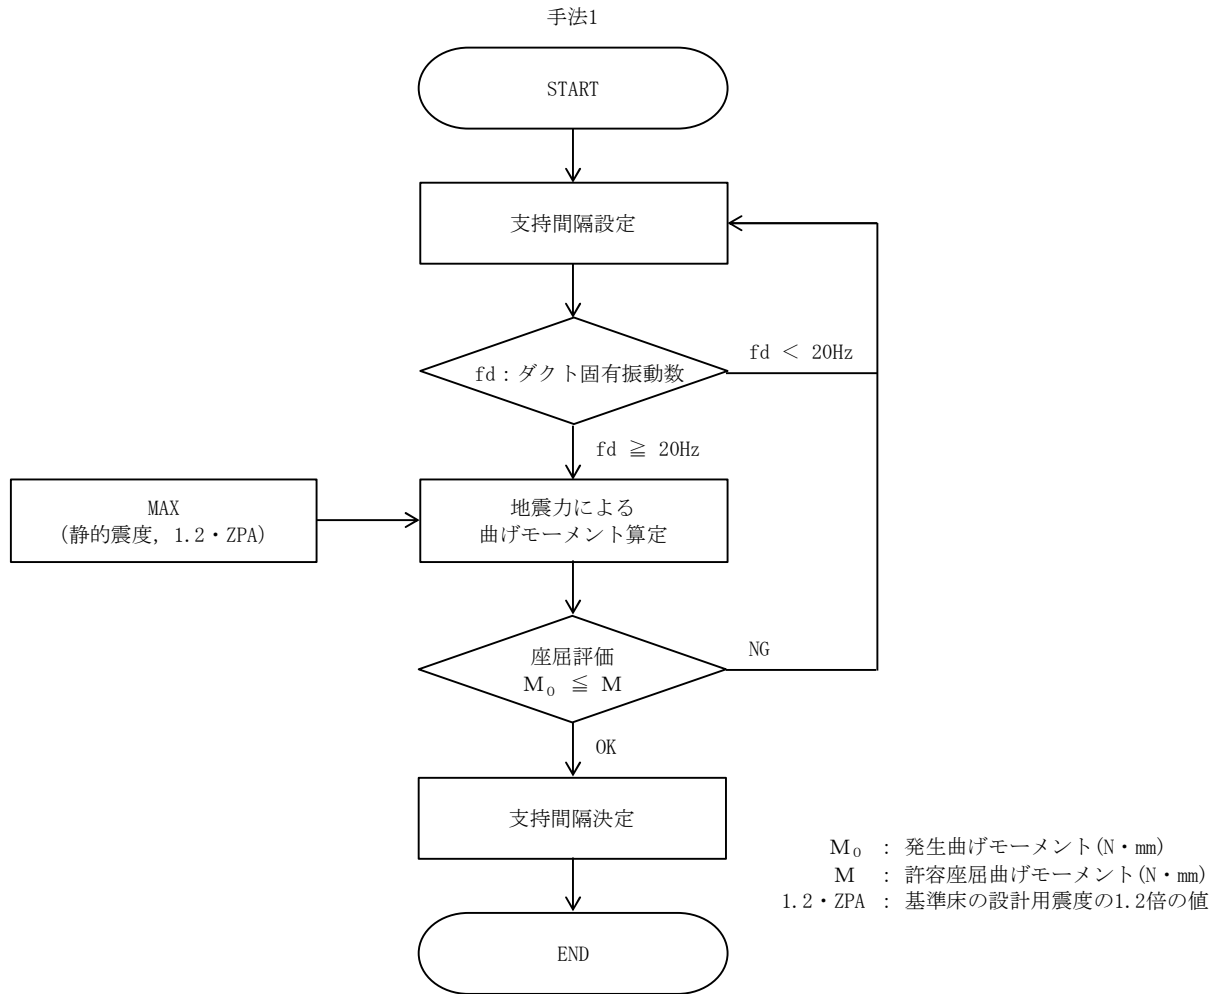 手法1
START
支持間隔設定
fd：ダクト固有振動数
fd ＜ 20Hz
fd ≧ 20Hz
MAX
(静的震度, 1.2・ZPA)
地震力による
曲げモーメント算定
座屈評価
M₀ ≦ M
NG
OK
支持間隔決定
END
M₀ : 発生曲げモーメント(N・mm)
M : 許容座屈曲げモーメント(N・mm)
1.2・ZPA : 基準床の設計用震度の1.2倍の値